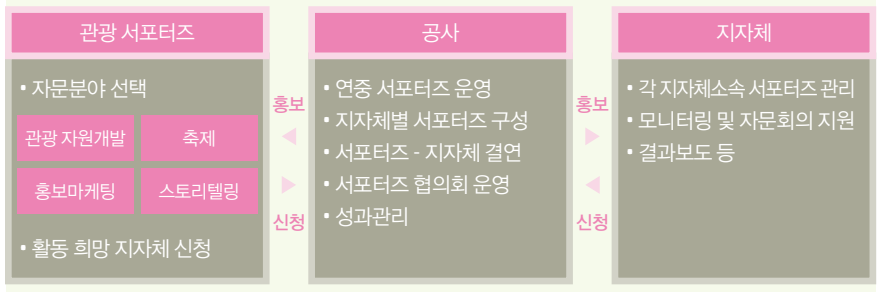 관광 서포터즈
• 자문분야 선택
관광 자원개발
축제
홍보마케팅
스토리텔링
• 활동 희망 지자체 신청
홍보
신청
공사
• 연중 서포터즈 운영
• 지자체별 서포터즈 구성
• 서포터즈 - 지자체 결연
• 서포터즈 협의회 운영
• 성과관리
홍보
신청
지자체
• 각 지자체소속 서포터즈 관리
• 모니터링 및 자문회의 지원
• 결과보도 등